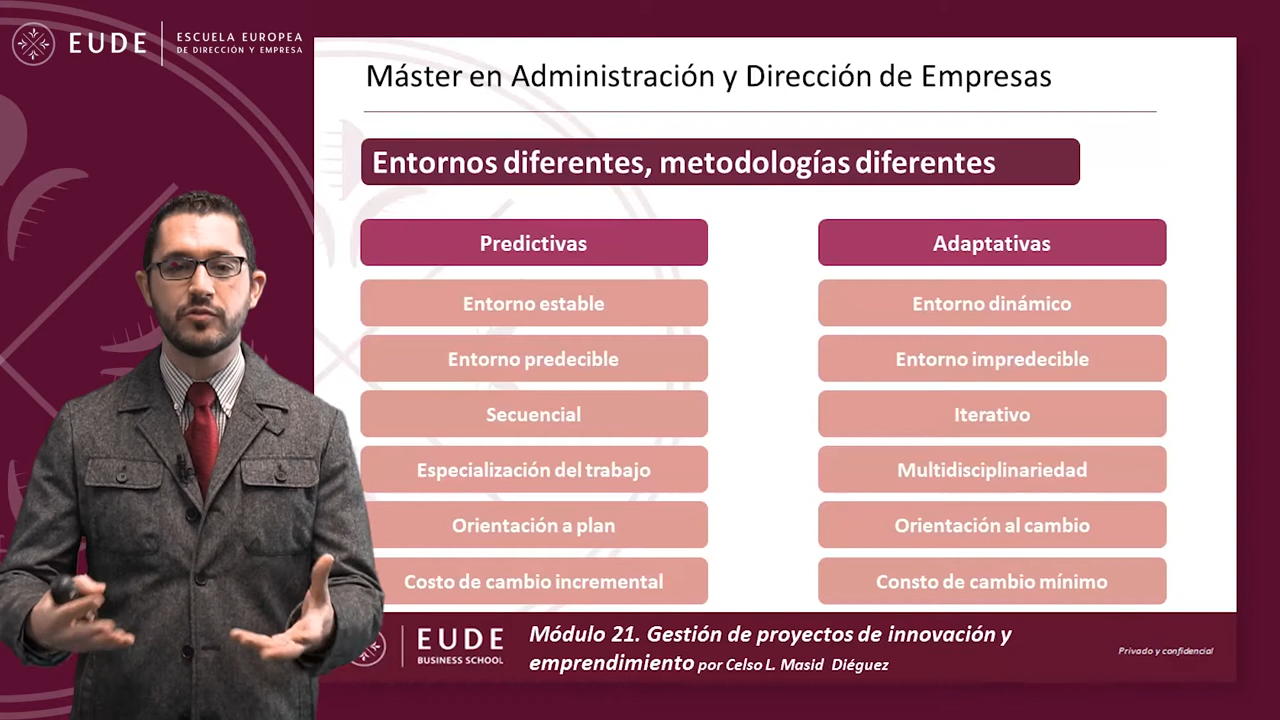 EUDE
ESCUELA EUROPEA
DE DIRECCIÓN Y EMPRESA
Máster en Administración y Dirección de Empresas
Entornos diferentes, metodologías diferentes
Predictivas
Adaptativas
Entorno estable
Entorno dinámico
Entorno predecible
Entorno impredecible
Secuencial
Iterativo
Especialización del trabajo
Multidisciplinariedad
Orientación a plan
Orientación al cambio
Costo de cambio incremental
Consto de cambio mínimo
EUDE
BUSINESS SCHOOL
Módulo 21. Gestión de proyectos de innovación y
emprendimiento por Celso L. Masid Diéguez
Privado y confidencial